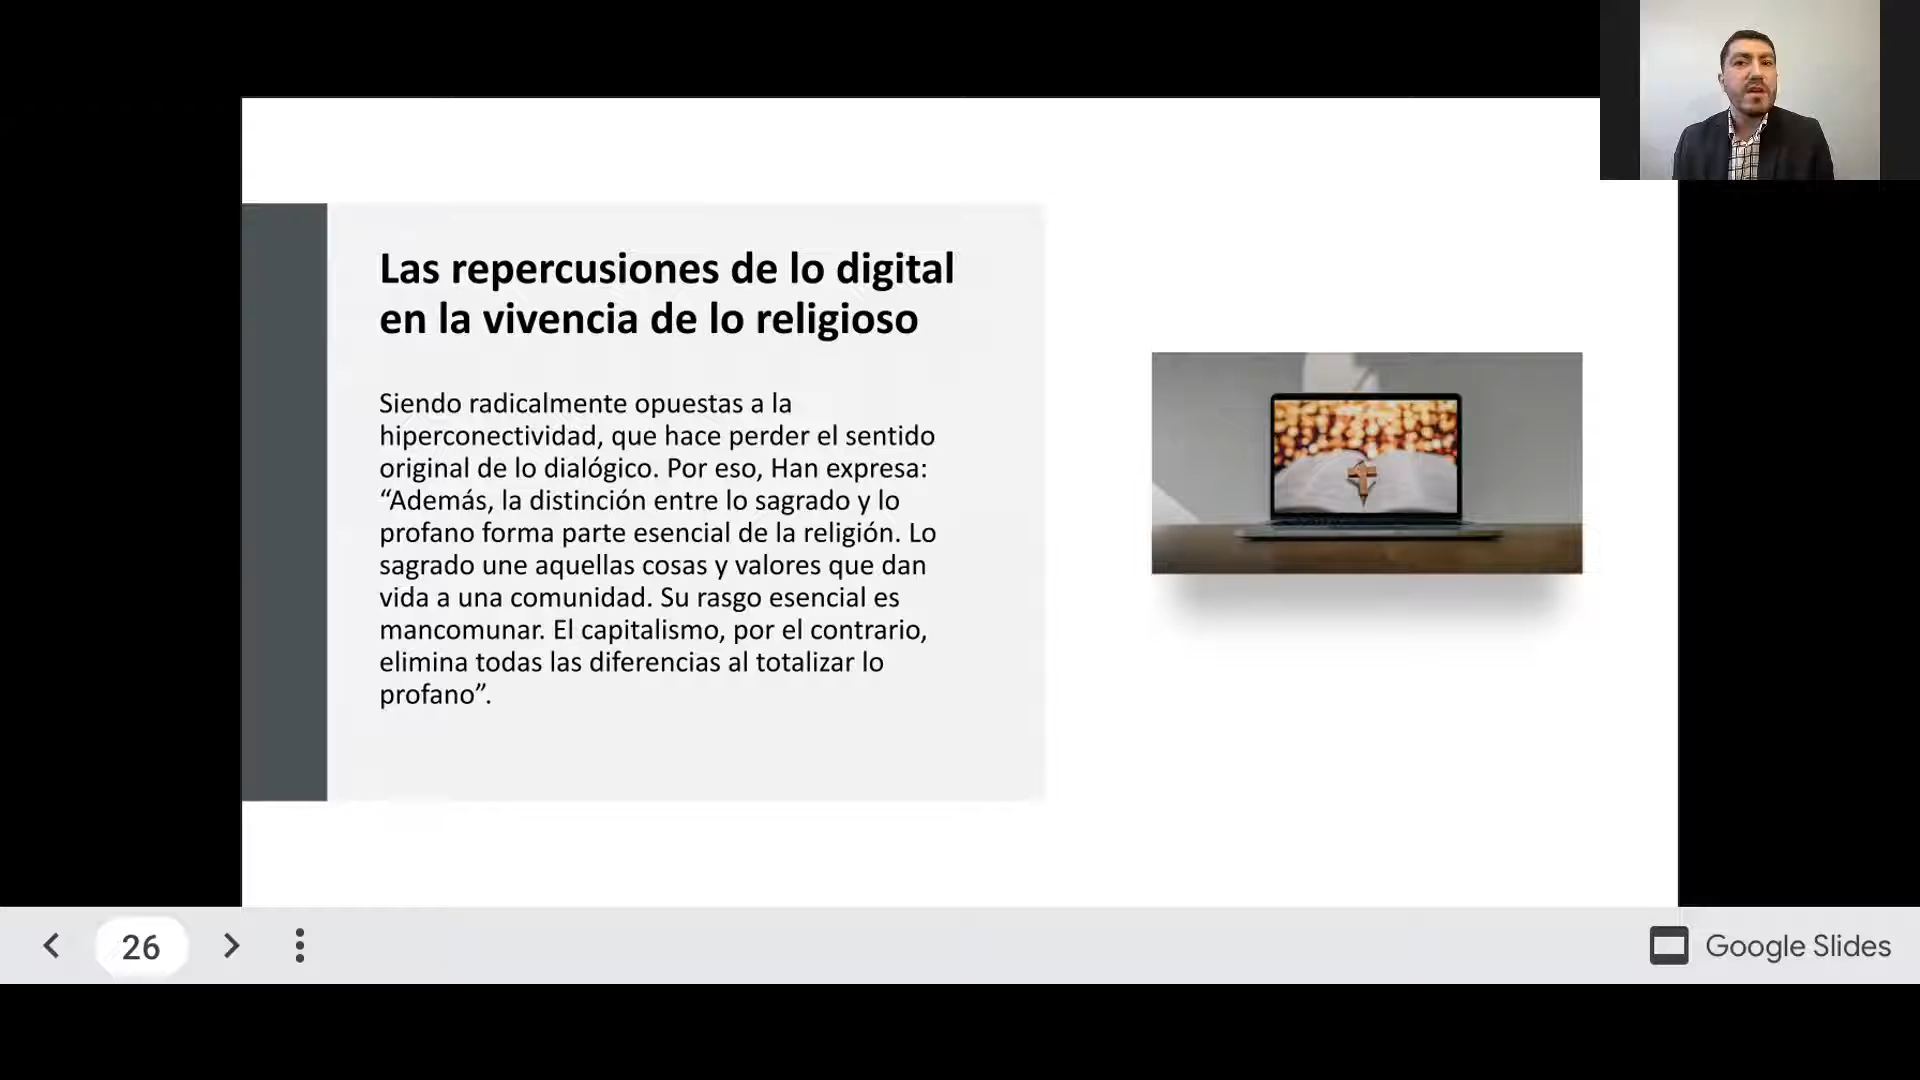 Las repercusiones de lo digital
en la vivencia de lo religioso
Siendo radicalmente opuestas a la
hiperconectividad, que hace perder el sentido
original de lo dialógico. Por eso, Han expresa:
“Además, la distinción entre lo sagrado y lo
profano forma parte esencial de la religión. Lo
sagrado une aquellas cosas y valores que dan
vida a una comunidad. Su rasgo esencial es
mancomunar. El capitalismo, por el contrario,
elimina todas las diferencias al totalizar lo
profano”.
26
Google Slides